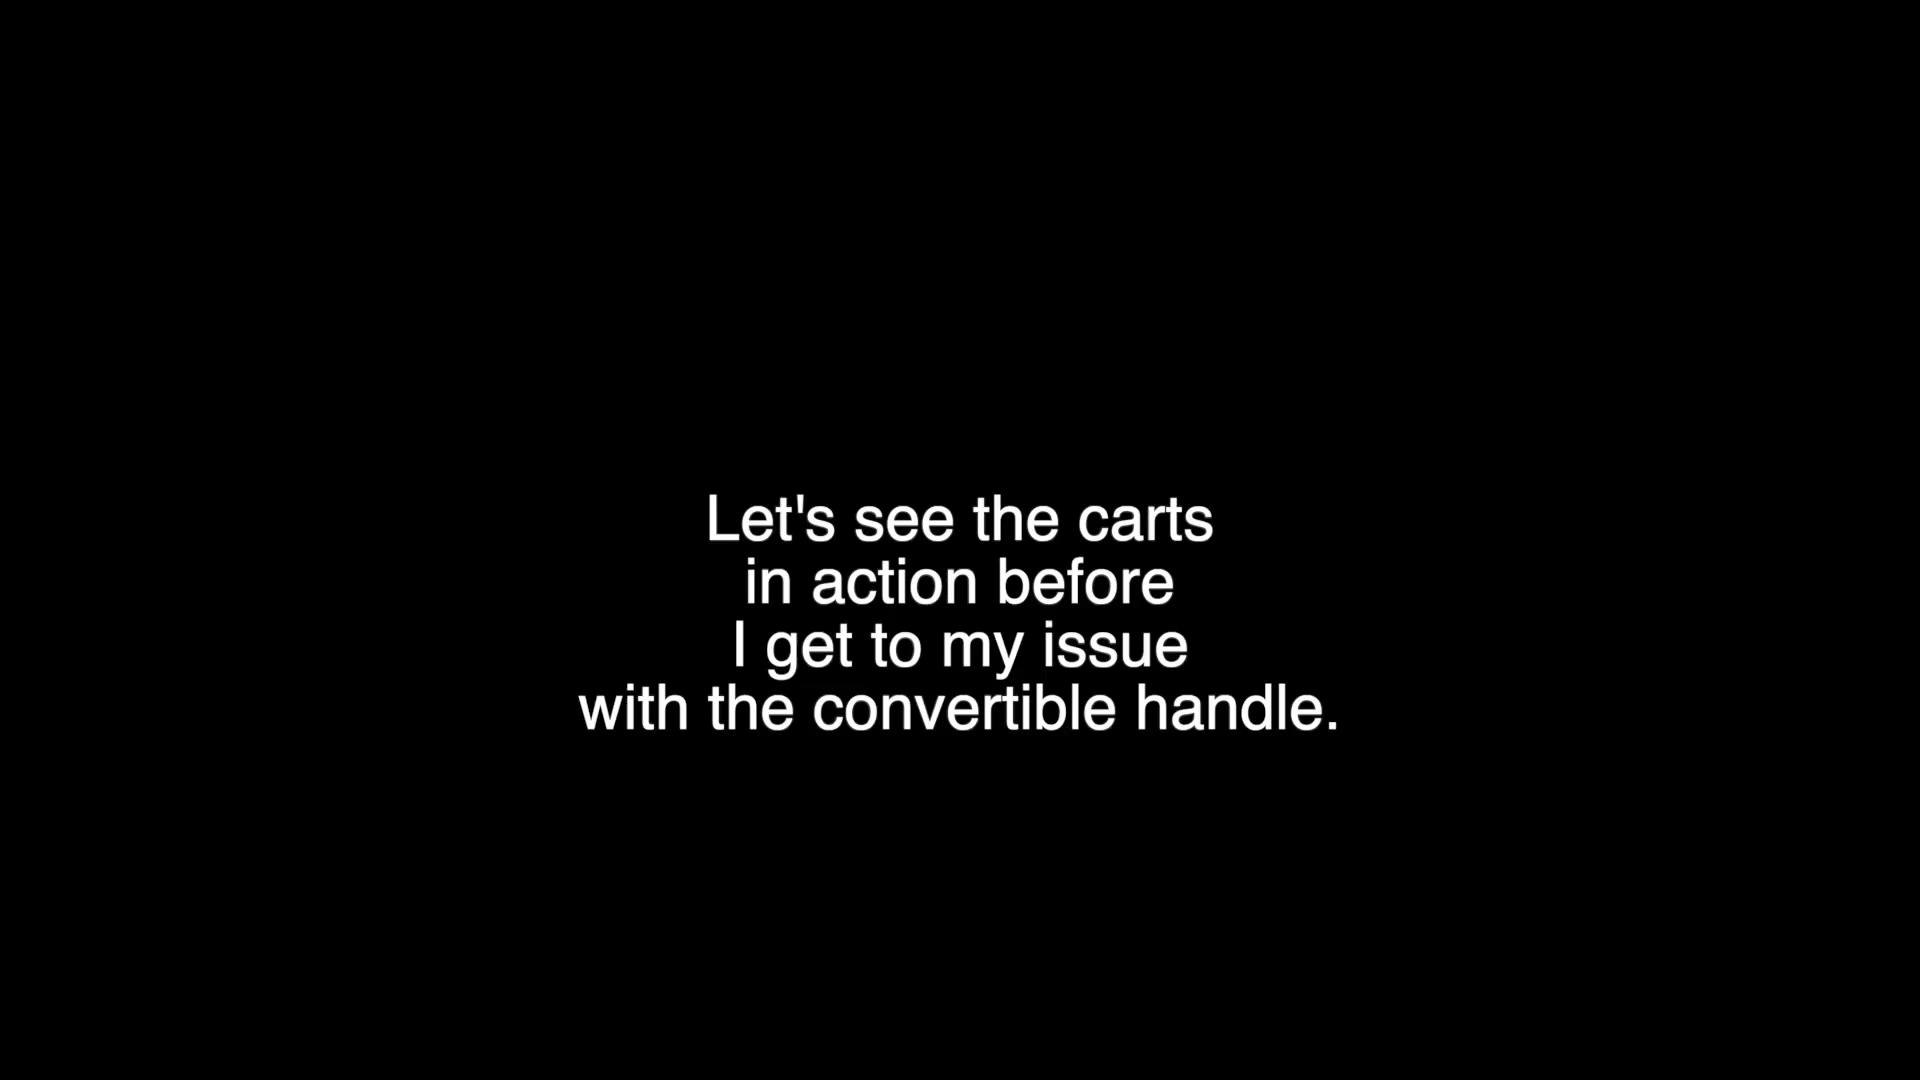 Let's see the carts
in action before
I get to my issue
with the convertible handle.